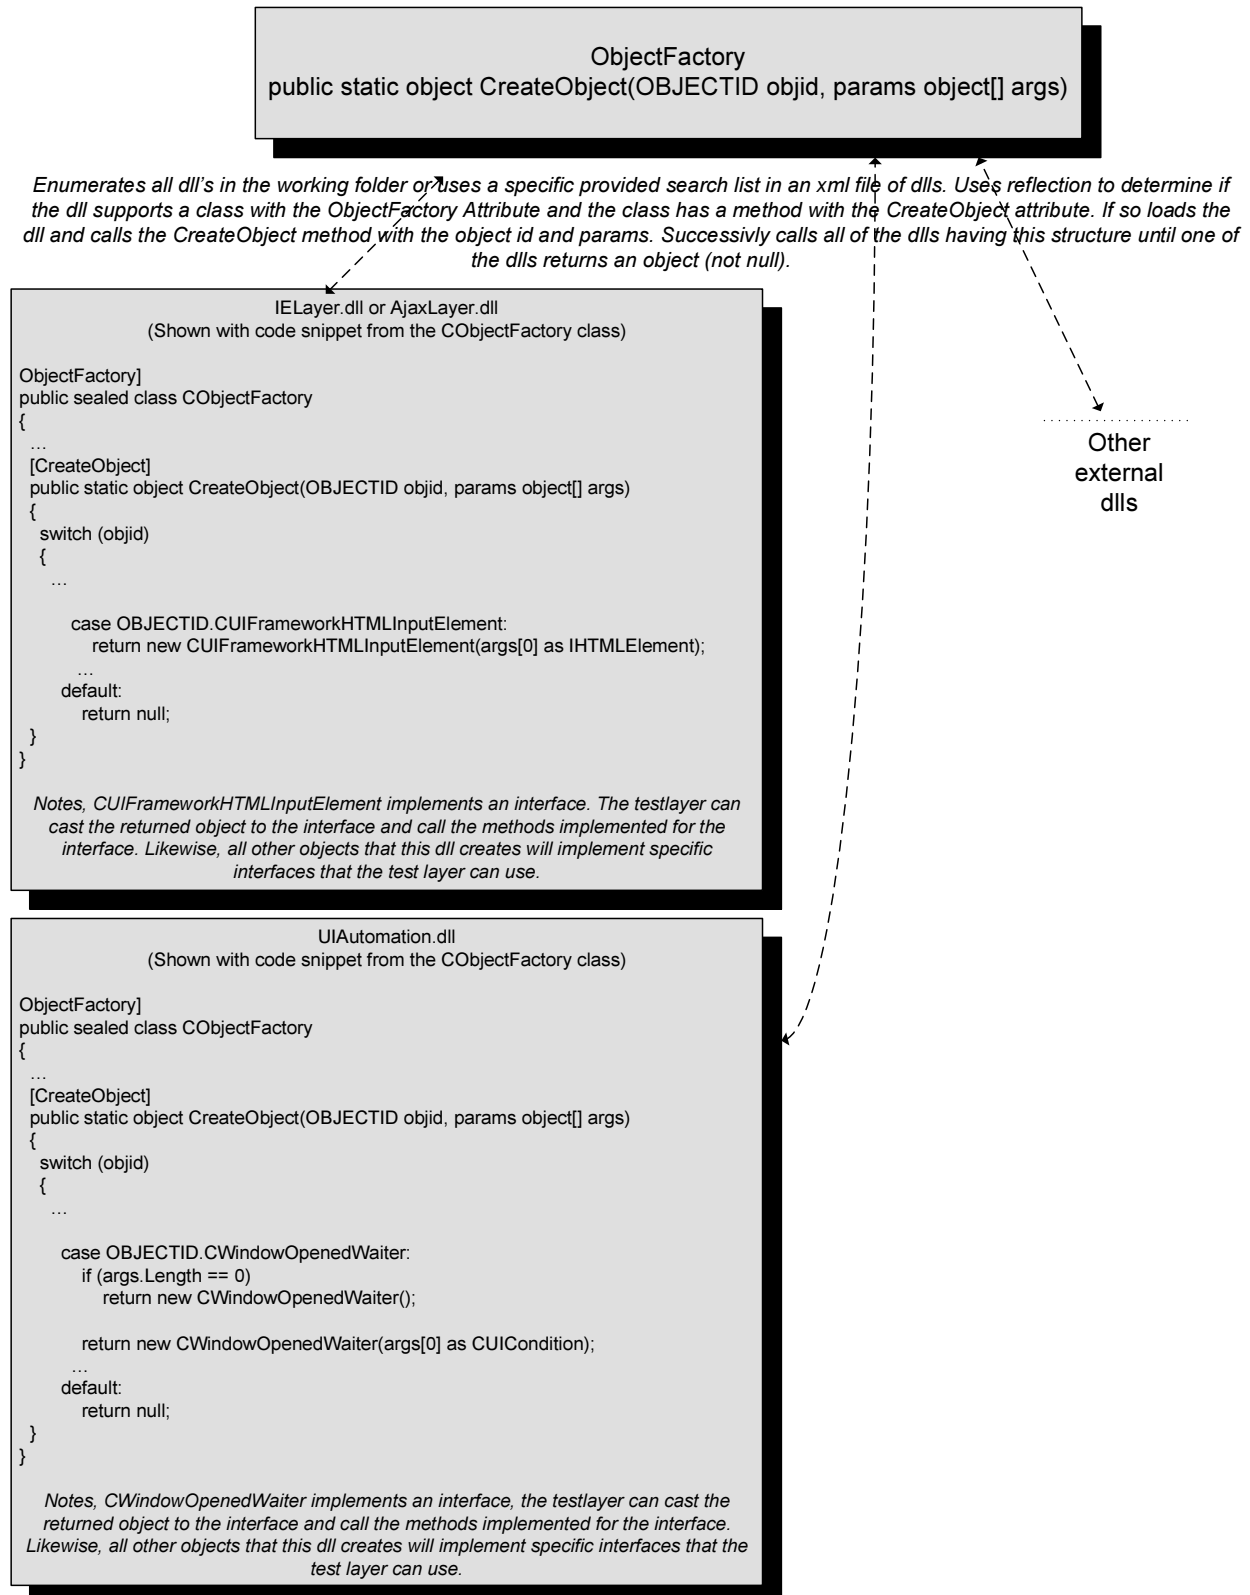 ObjectFactory
public static object CreateObject(OBJECTID objid, params object[] args)
Enumerates all dll's in the working folder or uses a specific provided search list in an xml file of dlls. Uses reflection to determine if
the dll supports a class with the ObjectFactory Attribute and the class has a method with the CreateObject attribute. If so loads the
dll and calls the CreateObject method with the object id and params. Successivly calls all of the dlls having this structure until one of
the dlls returns an object (not null).
IELayer.dll or AjaxLayer.dll
(Shown with code snippet from the CObjectFactory class)
ObjectFactory]
public sealed class CObjectFactory
{
…
[CreateObject]
public static object CreateObject(OBJECTID objid, params object[] args)
{
switch (objid)
{
…
case OBJECTID.CUIFrameworkHTMLInputElement:
return new CUIFrameworkHTMLInputElement(args[0] as IHTMLElement);
…
default:
return null;
}
}
Notes, CUIFrameworkHTMLInputElement implements an interface. The testlayer can
cast the returned object to the interface and call the methods implemented for the
interface. Likewise, all other objects that this dll creates will implement specific
interfaces that the test layer can use.
Other
external
dlls
UIAutomation.dll
(Shown with code snippet from the CObjectFactory class)
ObjectFactory]
public sealed class CObjectFactory
{
…
[CreateObject]
public static object CreateObject(OBJECTID objid, params object[] args)
{
switch (objid)
{
…
case OBJECTID.CWindowOpenedWaiter:
if (args.Length == 0)
return new CWindowOpenedWaiter();
return new CWindowOpenedWaiter(args[0] as CUICondition);
…
default:
return null;
}
}
Notes, CWindowOpenedWaiter implements an interface, the testlayer can cast the
returned object to the interface and call the methods implemented for the interface.
Likewise, all other objects that this dll creates will implement specific interfaces that the
test layer can use.